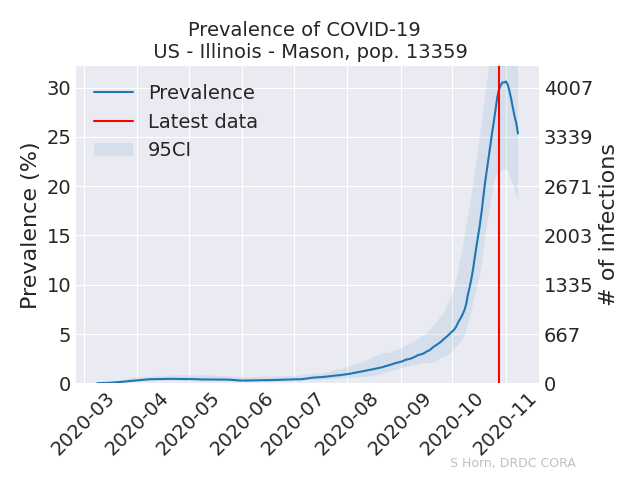 Prevalence of COVID-19
US - Illinois - Mason, pop. 13359
Prevalence
Latest data
95CI
Prevalence (%)
30
25
20
15
10
5
0
4007
3339
2671
2003
1335
667
0
# of infections
2020-03
2020-04
2020-05
2020-06
2020-07
2020-08
2020-09
2020-10
2020-11
S Horn, DRDC CORA